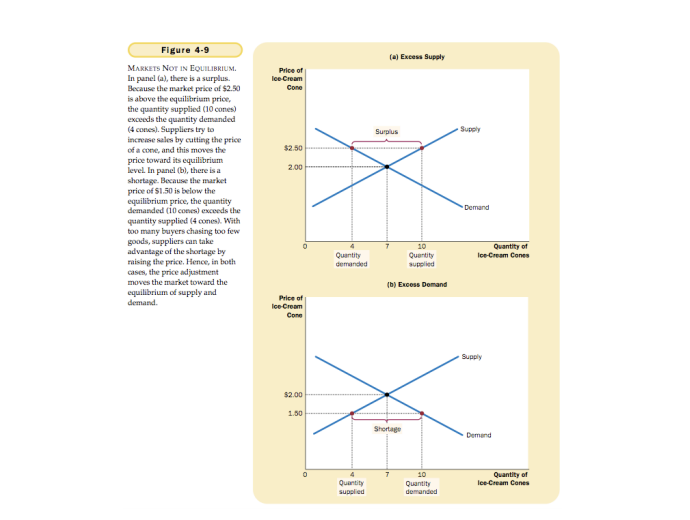 Figure 4-9
MARKETS NOT IN EQUILIBRIUM.
In panel (a), there is a surplus.
Because the market price of $2.50
is above the equilibrium price,
the quantity supplied (10 cones)
exceeds the quantity demanded
(4 cones). Suppliers try to
increase sales by cutting the price
of a cone, and this moves the
price toward its equilibrium
level. In panel (b), there is a
shortage. Because the market
price of $1.50 is below the
equilibrium price, the quantity
demanded (10 cones) exceeds the
quantity supplied (4 cones). With
too many buyers chasing too few
goods, suppliers can take
advantage of the shortage by
raising the price. Hence, in both
cases, the price adjustment
moves the market toward the
equilibrium of supply and
demand.
(a) Excess Supply
Price of
Ice-Cream
Cone
Surplus
Supply
$2.50
2.00
Demand
0
4
7
10
Quantity
demanded
Quantity
supplied
Quantity of
Ice-Cream Cones
(b) Excess Demand
Price of
Ice-Cream
Cone
Supply
$2.00
1.50
Shortage
Demand
0
4
7
10
Quantity
supplied
Quantity
demanded
Quantity of
Ice-Cream Cones